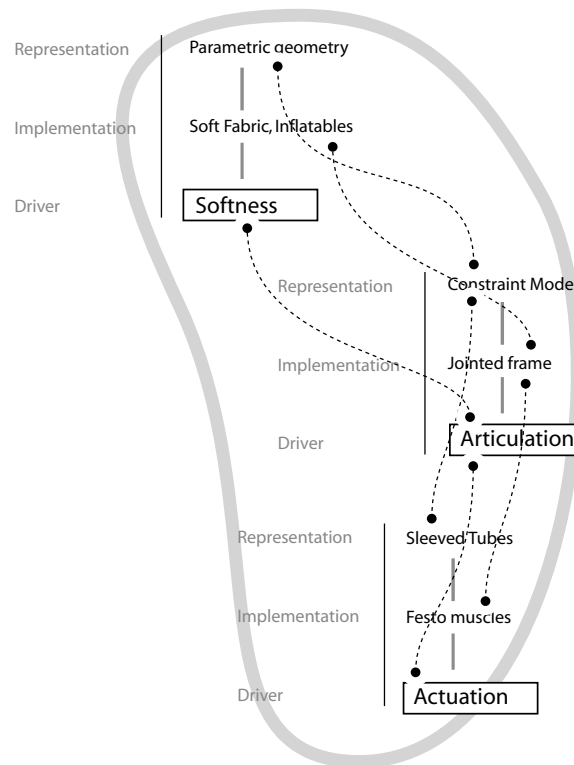 Representation Parametric geometry
Implementation Soft Fabric, Inflatables
Driver Softness
Representation Constraint Mode
Implementation Jointed frame
Driver Articulation
Representation Sleeved Tubes
Implementation Festo muscles
Driver Actuation